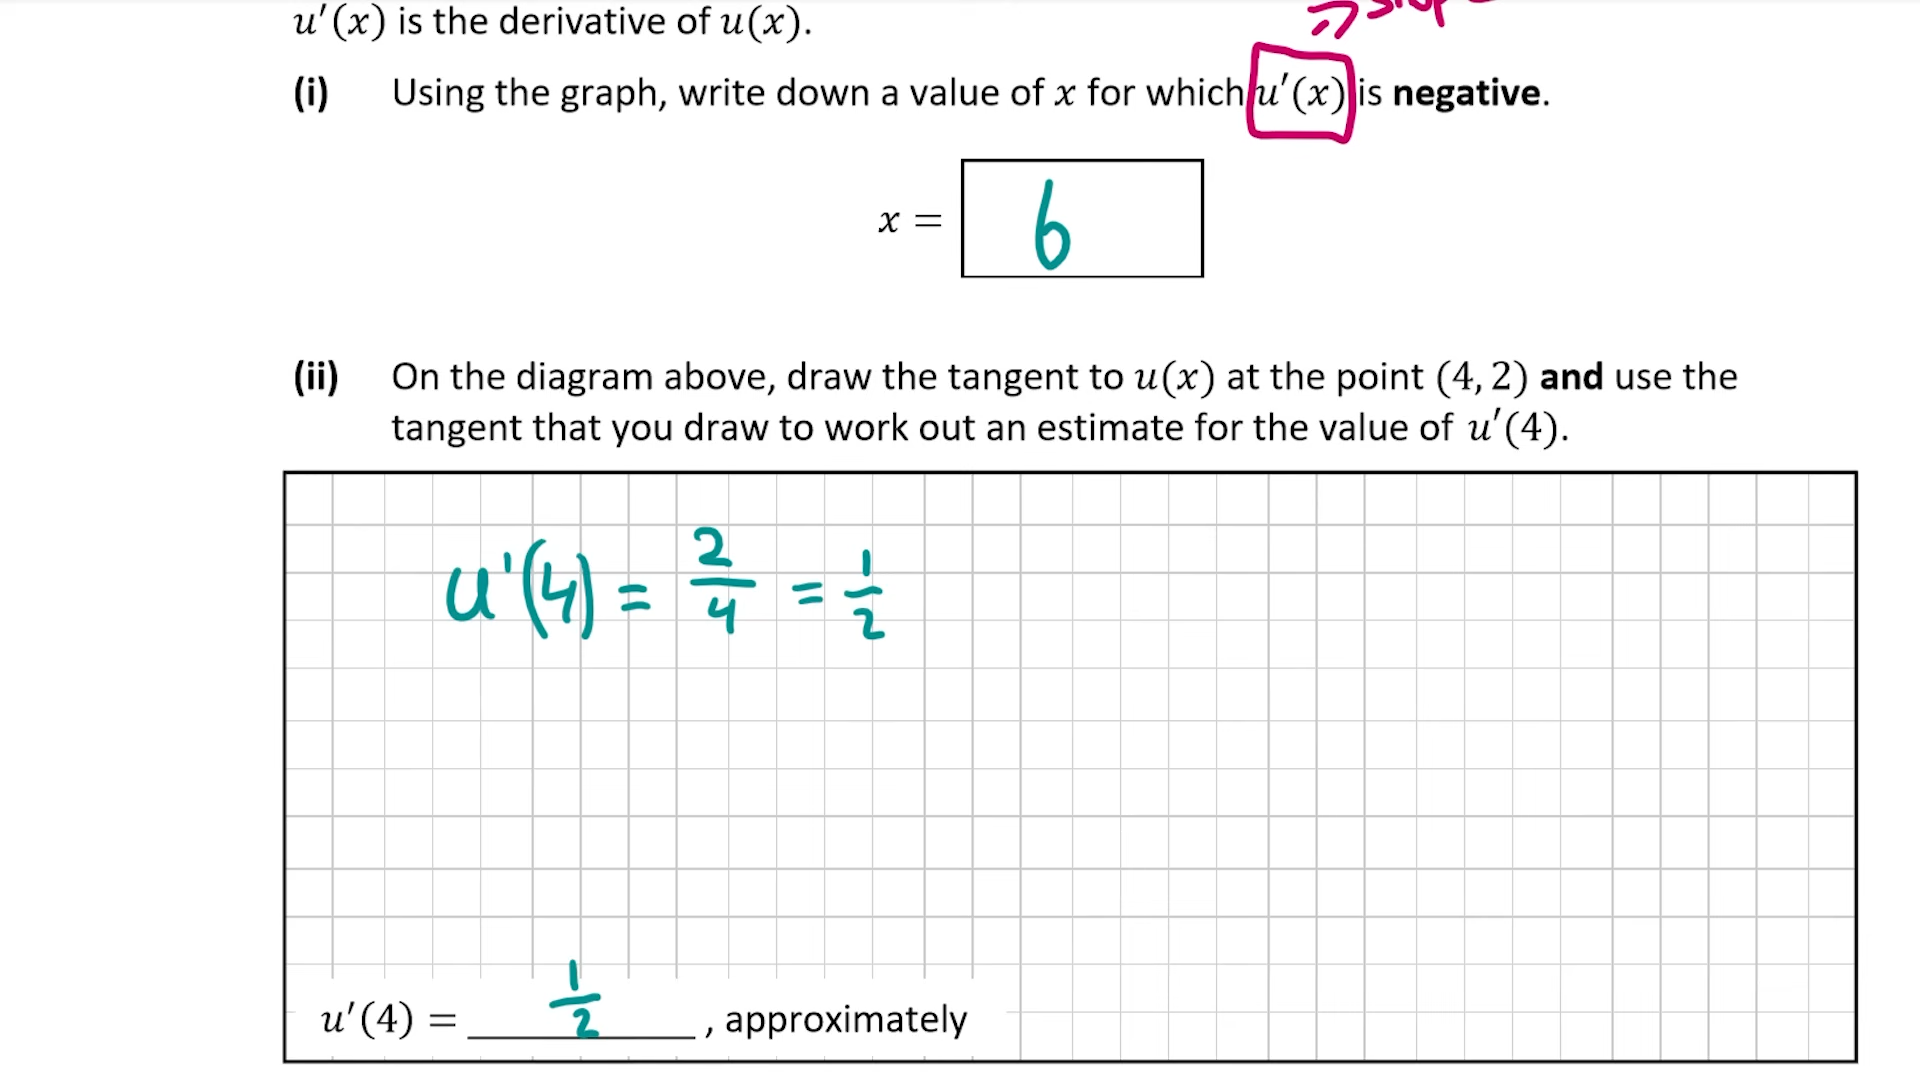 u′(x) is the derivative of u(x).
(i) Using the graph, write down a value of x for which u′(x) is negative.
x = 6
(ii) On the diagram above, draw the tangent to u(x) at the point (4, 2) and use the
tangent that you draw to work out an estimate for the value of u′(4).
u'(4) = 2/4 = 1/2
u′(4) = 1/2 , approximately